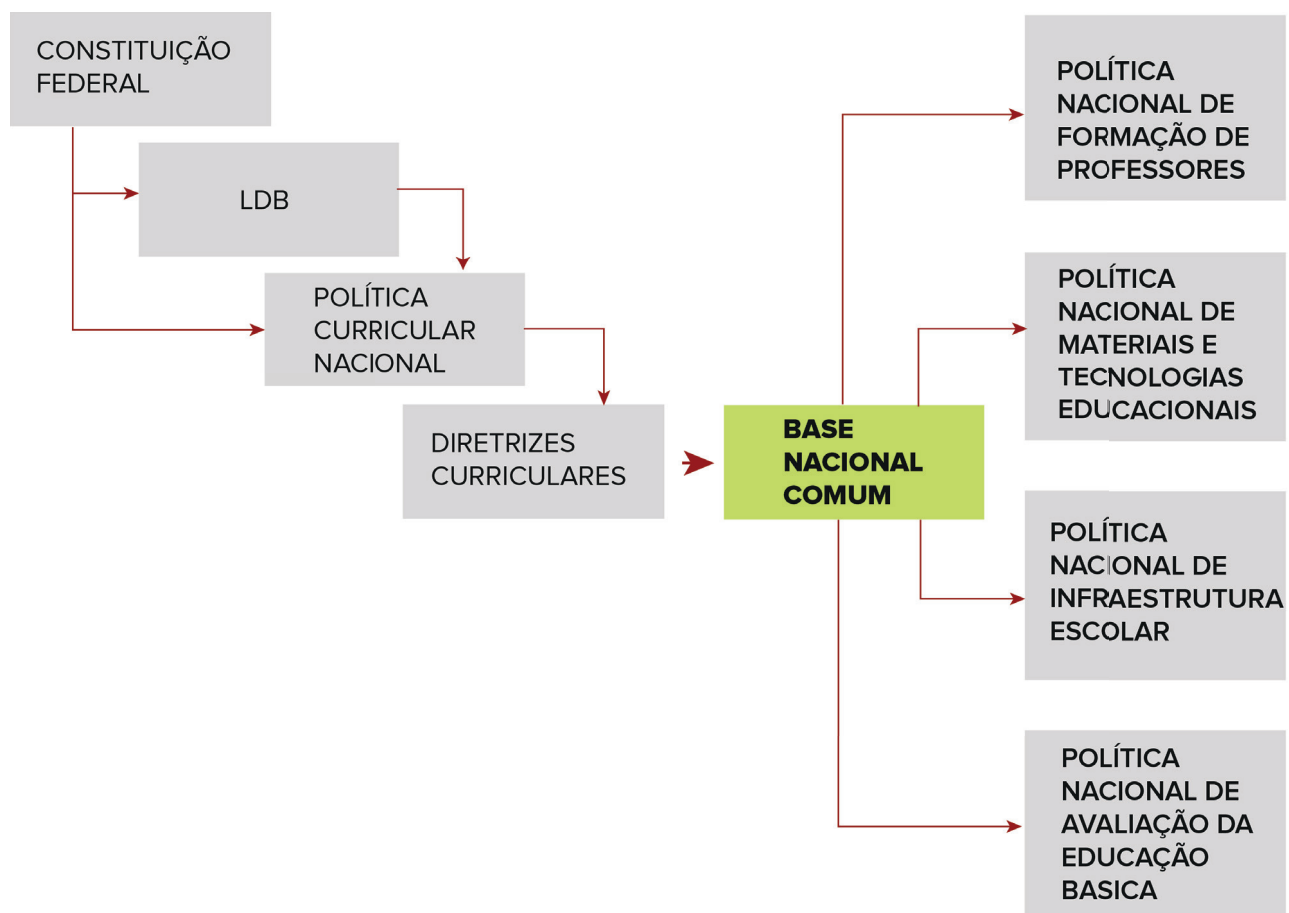 CONSTITUIÇÃO
FEDERAL
LDB
POLÍTICA
CURRICULAR
NACIONAL
DIRETRIZES
CURRICULARES
BASE
NACIONAL
COMUM
POLÍTICA
NACIONAL DE
FORMAÇÃO DE
PROFESSORES
POLÍTICA
NACIONAL DE
MATERIAIS E
TECNOLOGIAS
EDUCACIONAIS
POLÍTICA
NACIONAL DE
INFRAESTRUTURA
ESCOLAR
POLÍTICA
NACIONAL DE
AVALIAÇÃO DA
EDUCAÇÃO
BASICA